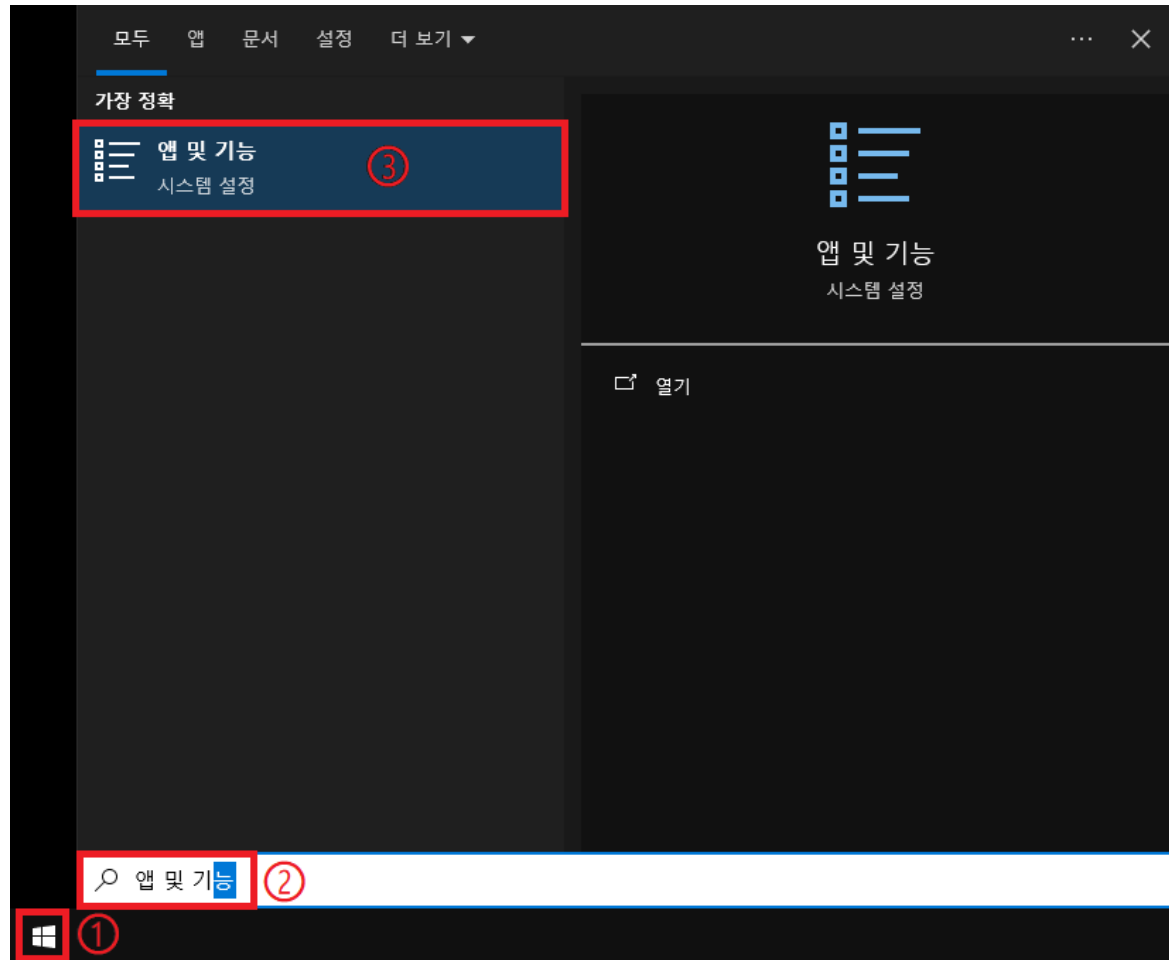 모두 앱 문서 설정 더 보기
가장 정확
앱 및 기능
③
시스템 설정
앱 및 기능
시스템 설정
열기
앱 및 기능
②
①